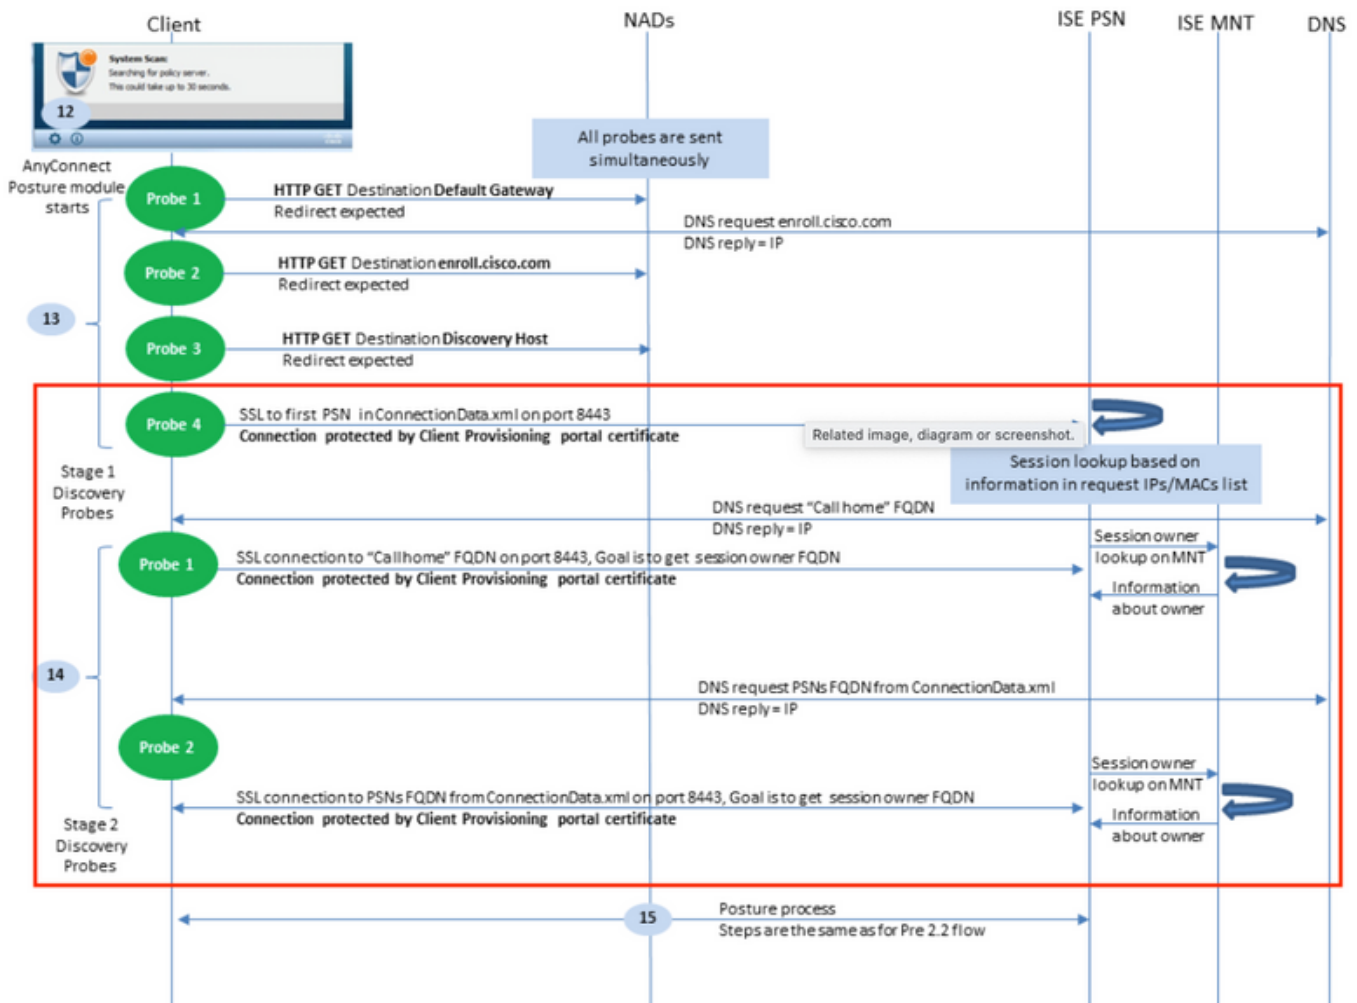 Client
NADs
ISE PSN
ISE MNT
DNS
System Scan:
Searching for policy server.
This could take up to 30 seconds.
12
All probes are sent
simultaneously
AnyConnect
Posture module
starts
Probe 1
HTTP GET Destination Default Gateway
Redirect expected
DNS request enroll.cisco.com
DNS reply = IP
Probe 2
HTTP GET Destination enroll.cisco.com
Redirect expected
13
Probe 3
HTTP GET Destination Discovery Host
Redirect expected
Probe 4
SSL to first PSN in ConnectionData.xml on port 8443
Connection protected by Client Provisioning portal certificate
Related image, diagram or screenshot.
Stage 1
Discovery
Probes
Session lookup based on
information in request IPs/MACs list
DNS request "Call home" FQDN
DNS reply = IP
Probe 1
SSL connection to "Call home" FQDN on port 8443, Goal is to get session owner FQDN
Connection protected by Client Provisioning portal certificate
Session owner
lookup on MNT
Information
about owner
14
DNS request PSNs FQDN from ConnectionData.xml
DNS reply = IP
Probe 2
SSL connection to PSNs FQDN from ConnectionData.xml on port 8443, Goal is to get session owner FQDN
Connection protected by Client Provisioning portal certificate
Session owner
lookup on MNT
Information
about owner
Stage 2
Discovery
Probes
15
Posture process
Steps are the same as for Pre 2.2 flow